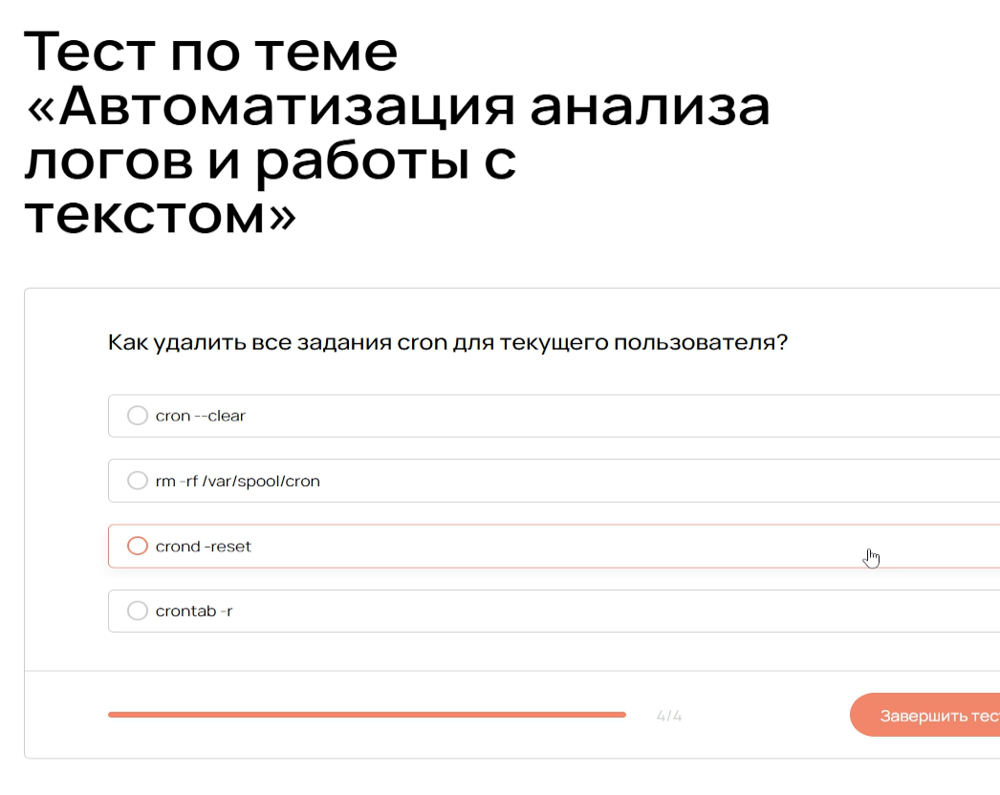 Тест по теме
«Автоматизация анализа
логов и работы с
текстом»
Как удалить все задания cron для текущего пользователя?
cron --clear
rm -rf /var/spool/cron
crond -reset
crontab -r
4/4
Завершить тес